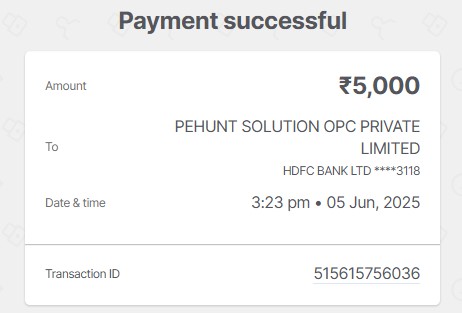 Payment successful
Amount
₹5,000
To
PEHUNT SOLUTION OPC PRIVATE
LIMITED
HDFC BANK LTD ****3118
Date & time
3:23 pm • 05 Jun, 2025
Transaction ID
515615756036